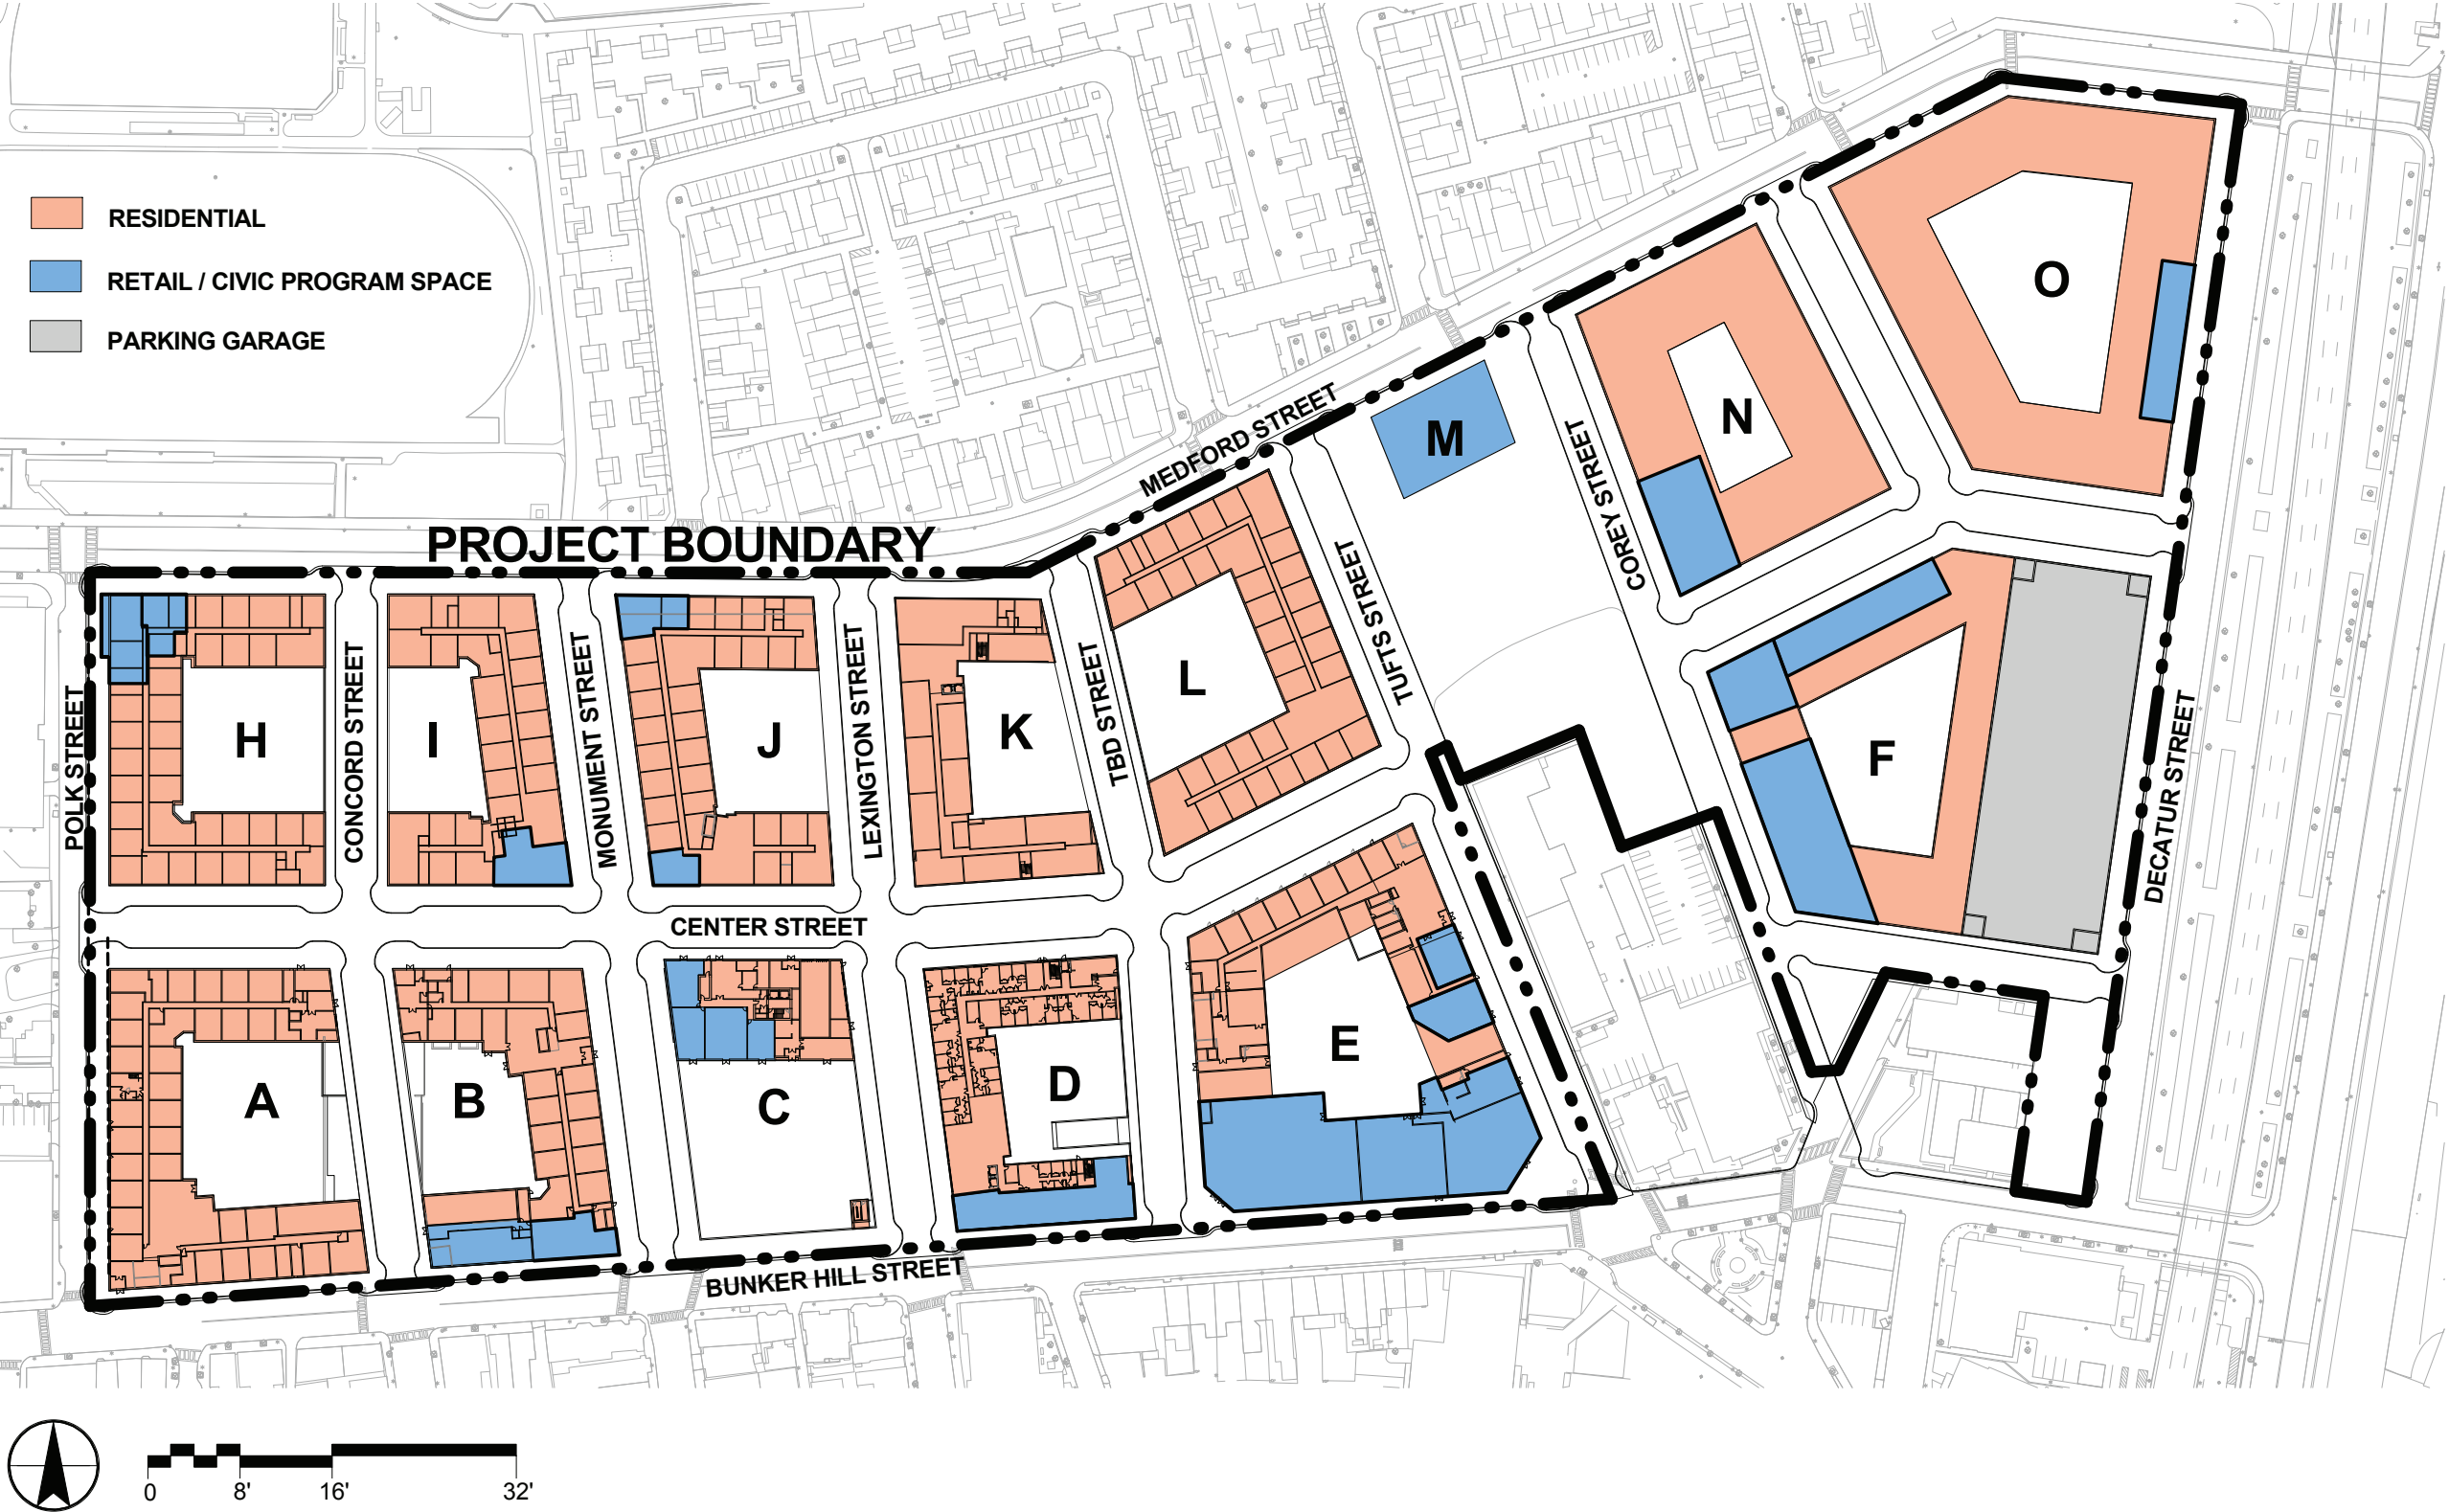 RESIDENTIAL
RETAIL / CIVIC PROGRAM SPACE
PARKING GARAGE
PROJECT BOUNDARY
MEDFORD STREET
O
N
M
COREY STREET
TUFTS STREET
POLK STREET
H
CONCORD STREET
I
MONUMENT STREET
J
LEXINGTON STREET
K
TBD STREET
L
F
DECATUR STREET
CENTER STREET
A
B
C
D
E
BUNKER HILL STREET
0
8'
16'
32'